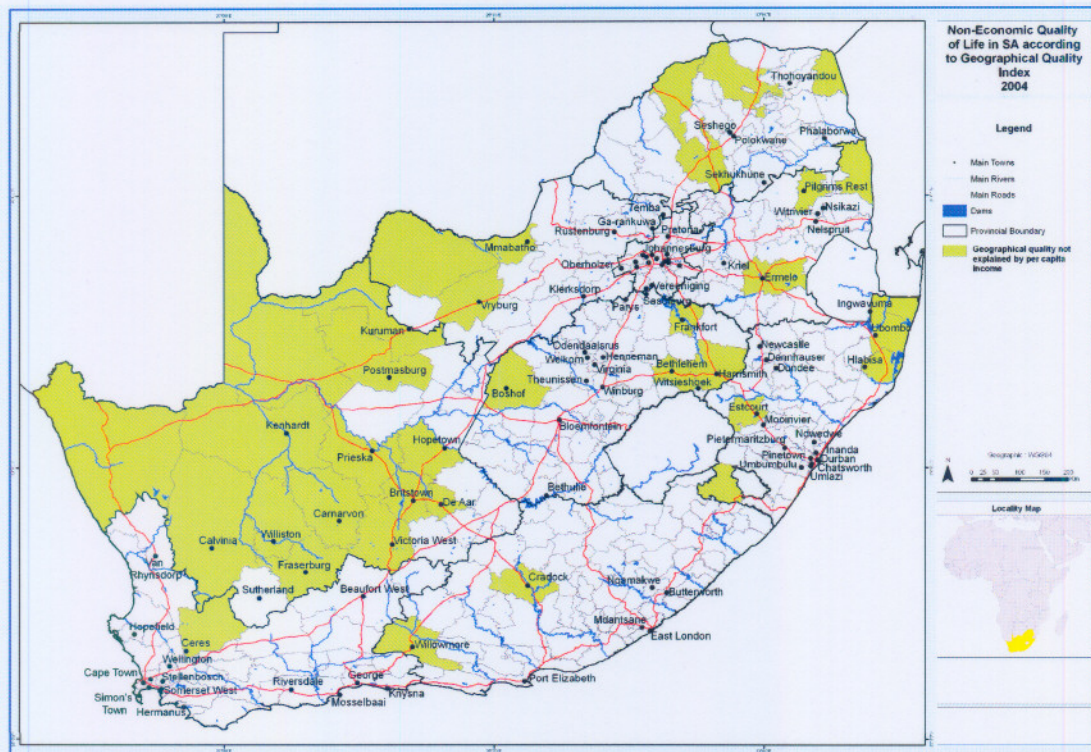 Non-Economic Quality
of Life in SA according
to Geographical Quality
Index
2004
Legend
Main Towns
Main Rivers
Main Roads
Dams
Provincial Boundary
Geographical quality not
explained by per capita
income
N
0 25 50 100
Locality Map
Thohoyandou
Seshego
Polokwane
Phalaborwa
Sekhukhune
Pilgrims Rest
Temba
Nsikazi
Witrivier
Ga-rankuwa
Rustenburg
Pretoria
Nelspruit
Mmabatho
Johannesburg
Oberholzer
Kriel
Ermelo
Klerksdorp
Vereeniging
Sasolburg
Ingwavuma
Vryburg
Parys
Kuruman
Frankfort
Ubombo
Odendaalsrus
Newcastle
Welkom
Henneman
Dannhauser
Hlabisa
Virginia
Bethlehem
Dundee
Postmasburg
Theunissen
Harrismith
Boshof
Winburg
Witsieshoek
Estcourt
Bloemfontein
Mooirivier
Kenhardt
Hopetown
Pietermaritzburg
Ndwedwe
Prieska
Inanda
Pinetown
Durban
Umbumbulu
Chatsworth
Umlazi
Britstown
Bethulie
De Aar
Carnarvon
Calvinia
Williston
Victoria West
Van
Rhynsdorp
Fraserburg
Cradock
Ngamakwe
Sutherland
Beaufort West
Butterworth
Hopefield
Mdantsane
East London
Ceres
Willowmore
Wellington
Cape Town
Stellenbosch
Riversdale
George
Port Elizabeth
Simon's
Town
Somerset West
Knysna
Hermanus
Mosselbaai